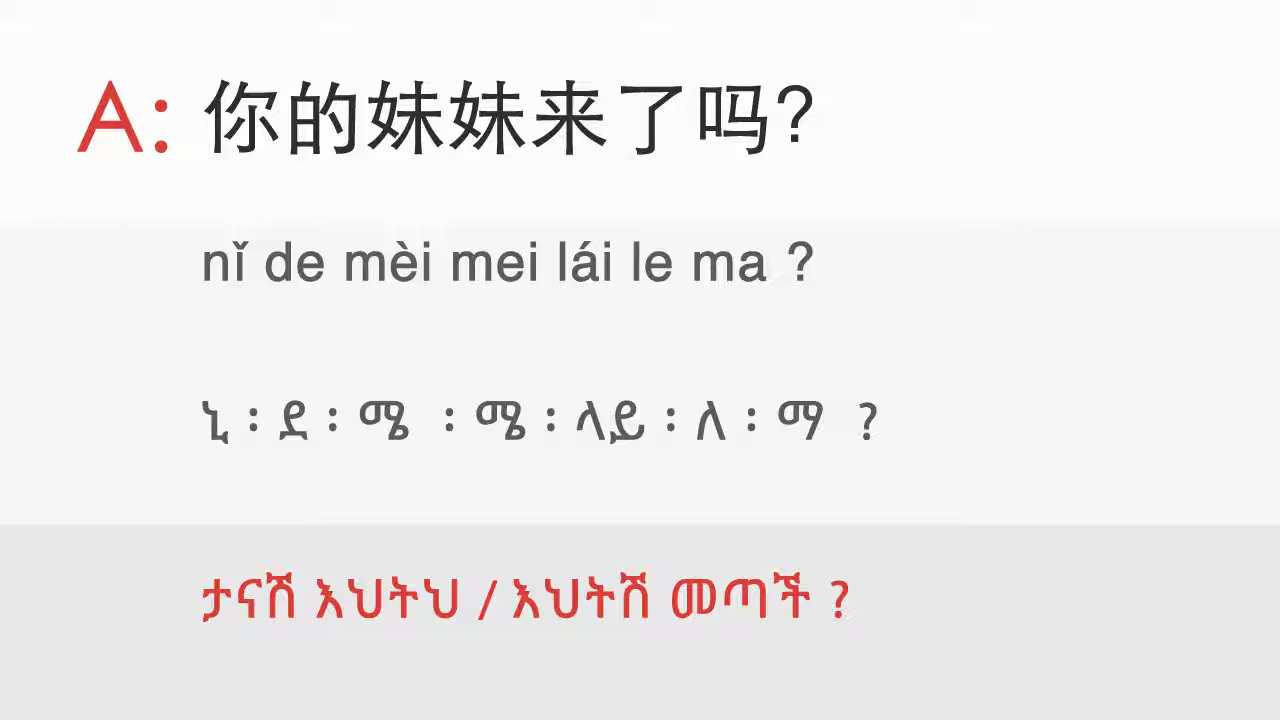 A: 你的妹妹来了吗?
nǐ de mèi mei lái le ma ?
ኒ ፡ ደ ፡ ሜ ፡ ሜ ፡ ላይ ፡ ለ ፡ ማ ?
ታናሽ እህትህ / እህትሽ መጣች ?